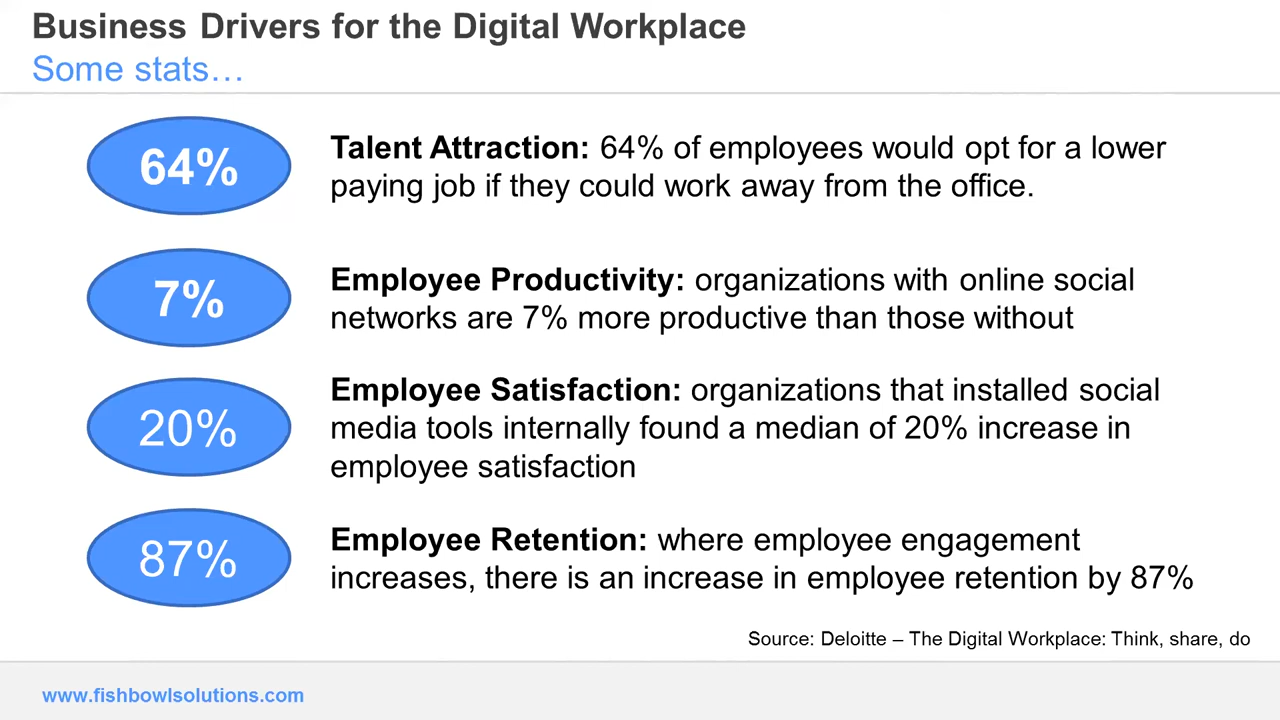 Business Drivers for the Digital Workplace
Some stats…
64%
Talent Attraction: 64% of employees would opt for a lower
paying job if they could work away from the office.
7%
Employee Productivity: organizations with online social
networks are 7% more productive than those without
20%
Employee Satisfaction: organizations that installed social
media tools internally found a median of 20% increase in
employee satisfaction
87%
Employee Retention: where employee engagement
increases, there is an increase in employee retention by 87%
Source: Deloitte – The Digital Workplace: Think, share, do
www.fishbowlsolutions.com